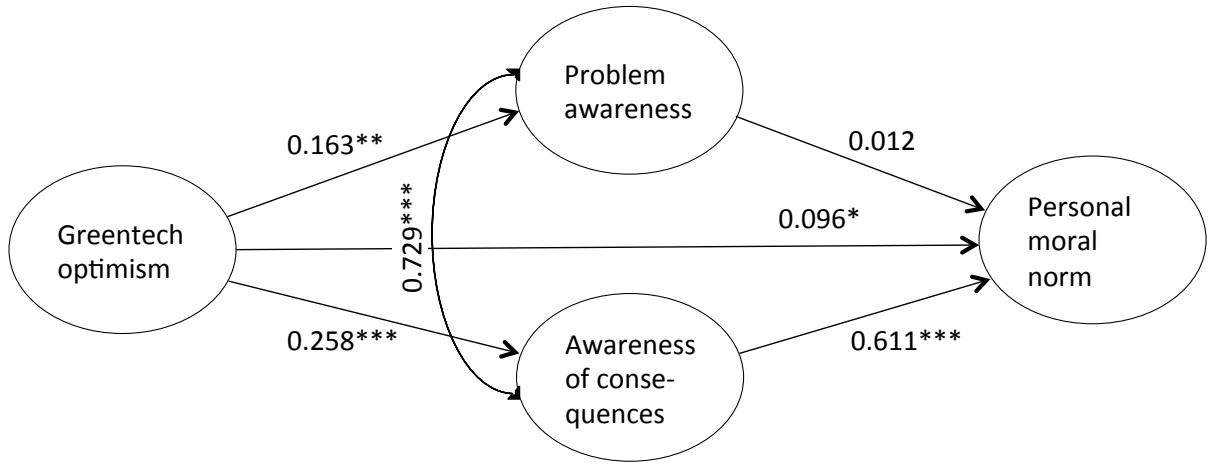 Problem
awareness
0.163**
0.012
Greentech
optimism
0.729***
0.096*
Personal
moral
norm
0.258***
Awareness
of conse-
quences
0.611***